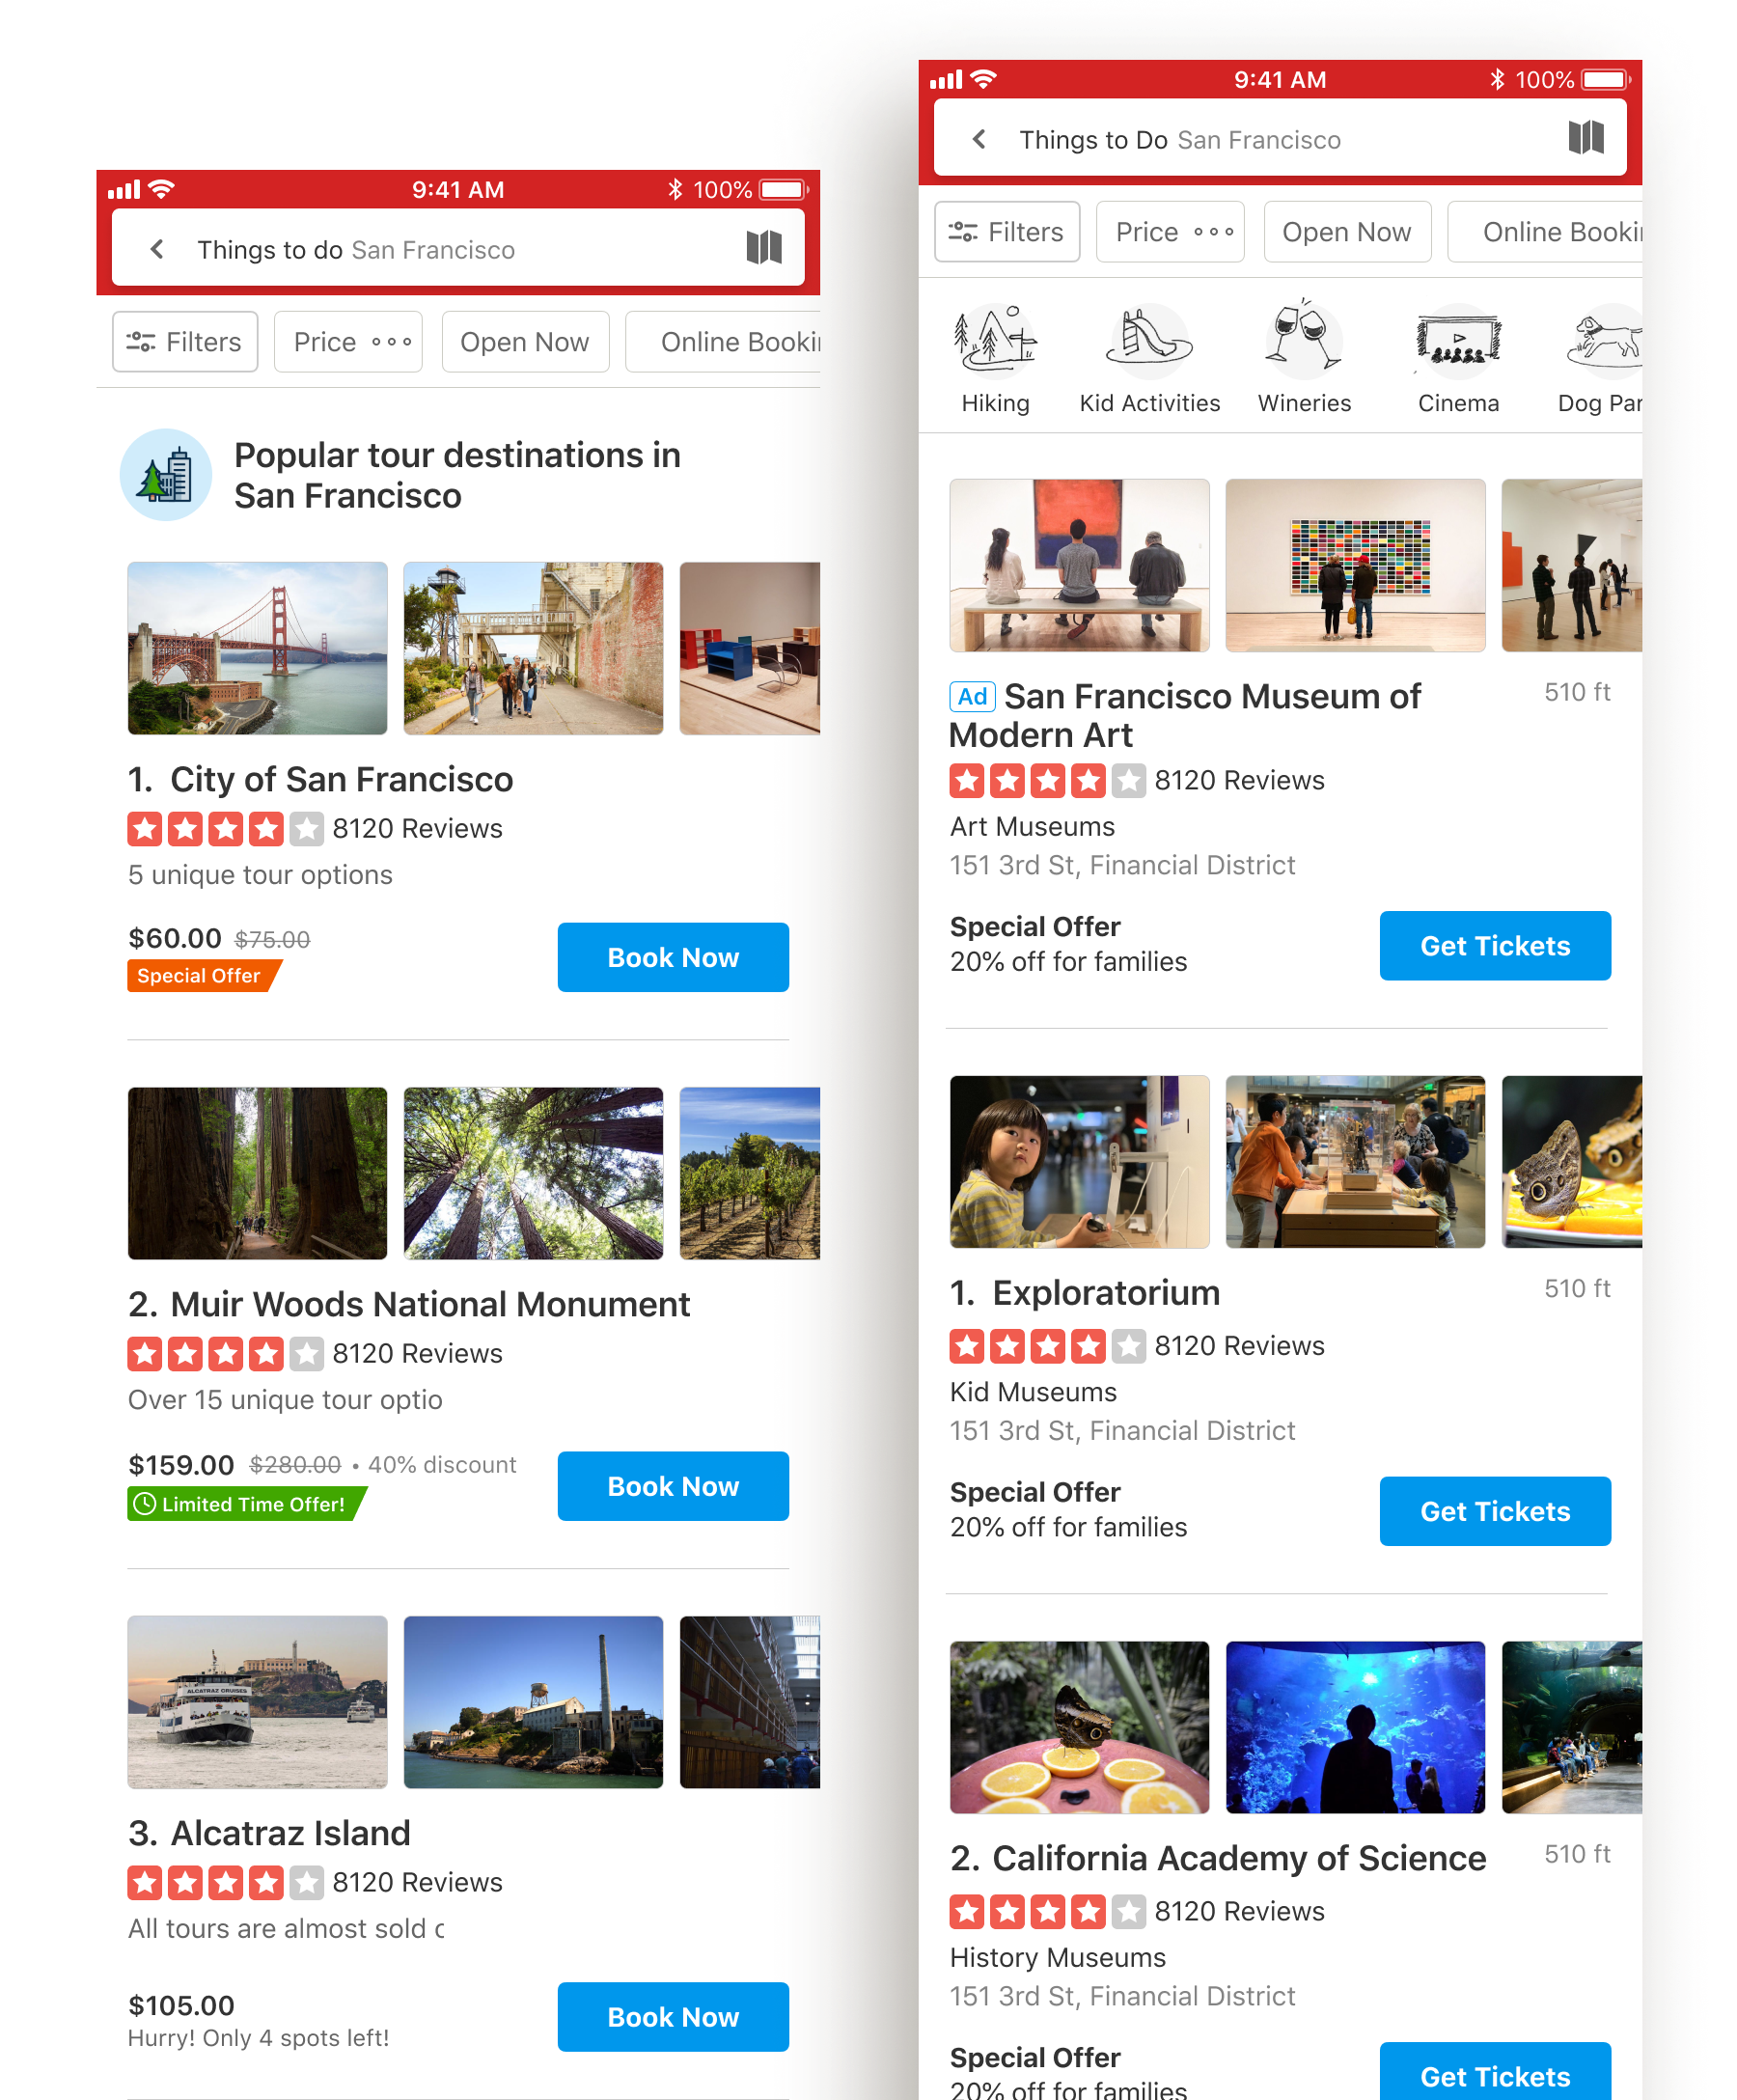 9:41 AM
100%
Things to do San Francisco
Filters
Price
Open Now
Online
Popular tour destinations in
San Francisco
1. City of San Francisco
8120 Reviews
5 unique tour options
$60.00 $75.00
Special Offer
Book Now
2. Muir Woods National Monument
8120 Reviews
Over 15 unique tour optio
$159.00 $280.00 • 40% discount
Limited Time Offer!
Book Now
ALCATRAZ CRUISES
3. Alcatraz Island
8120 Reviews
All tours are almost sold
$105.00
Hurry! Only 4 spots left!
Book Now
9:41 AM
100%
Things to Do San Francisco
Filters
Price
Open Now
Online
Hiking
Kid Activities
Wineries
Cinema
Dog
Ad San Francisco Museum of
Modern Art
510 ft
8120 Reviews
Art Museums
151 3rd St, Financial District
Special Offer
20% off for families
Get Tickets
1. Exploratorium
510 ft
8120 Reviews
Kid Museums
151 3rd St, Financial District
Special Offer
20% off for families
Get Tickets
2. California Academy of Science
510 ft
8120 Reviews
History Museums
151 3rd St, Financial District
Special Offer
20% off for families
Get Tickets